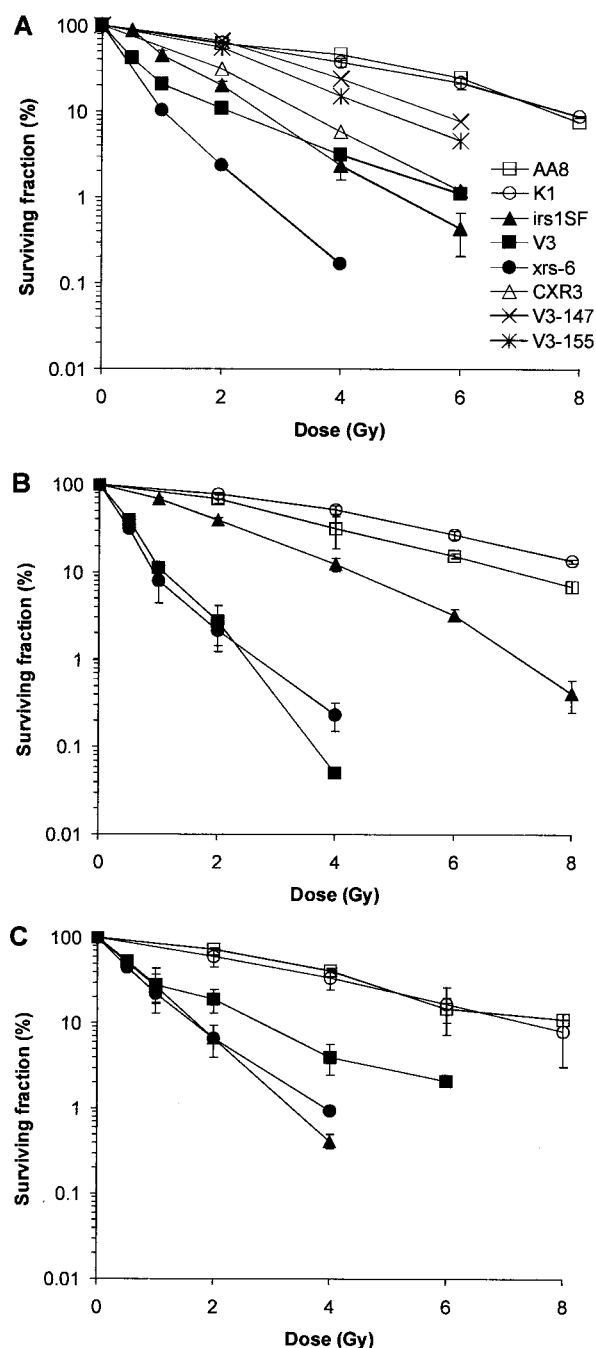 A
Surviving fraction (%)
100
10
1
0.1
0.01
AA8
K1
irs1SF
V3
xrs-6
CXR3
V3-147
V3-155
0 2 4 6 8
Dose (Gy)
B
Surviving fraction (%)
100
10
1
0.1
0.01
0 2 4 6 8
Dose (Gy)
C
Surviving fraction (%)
100
10
1
0.1
0.01
0 2 4 6 8
Dose (Gy)